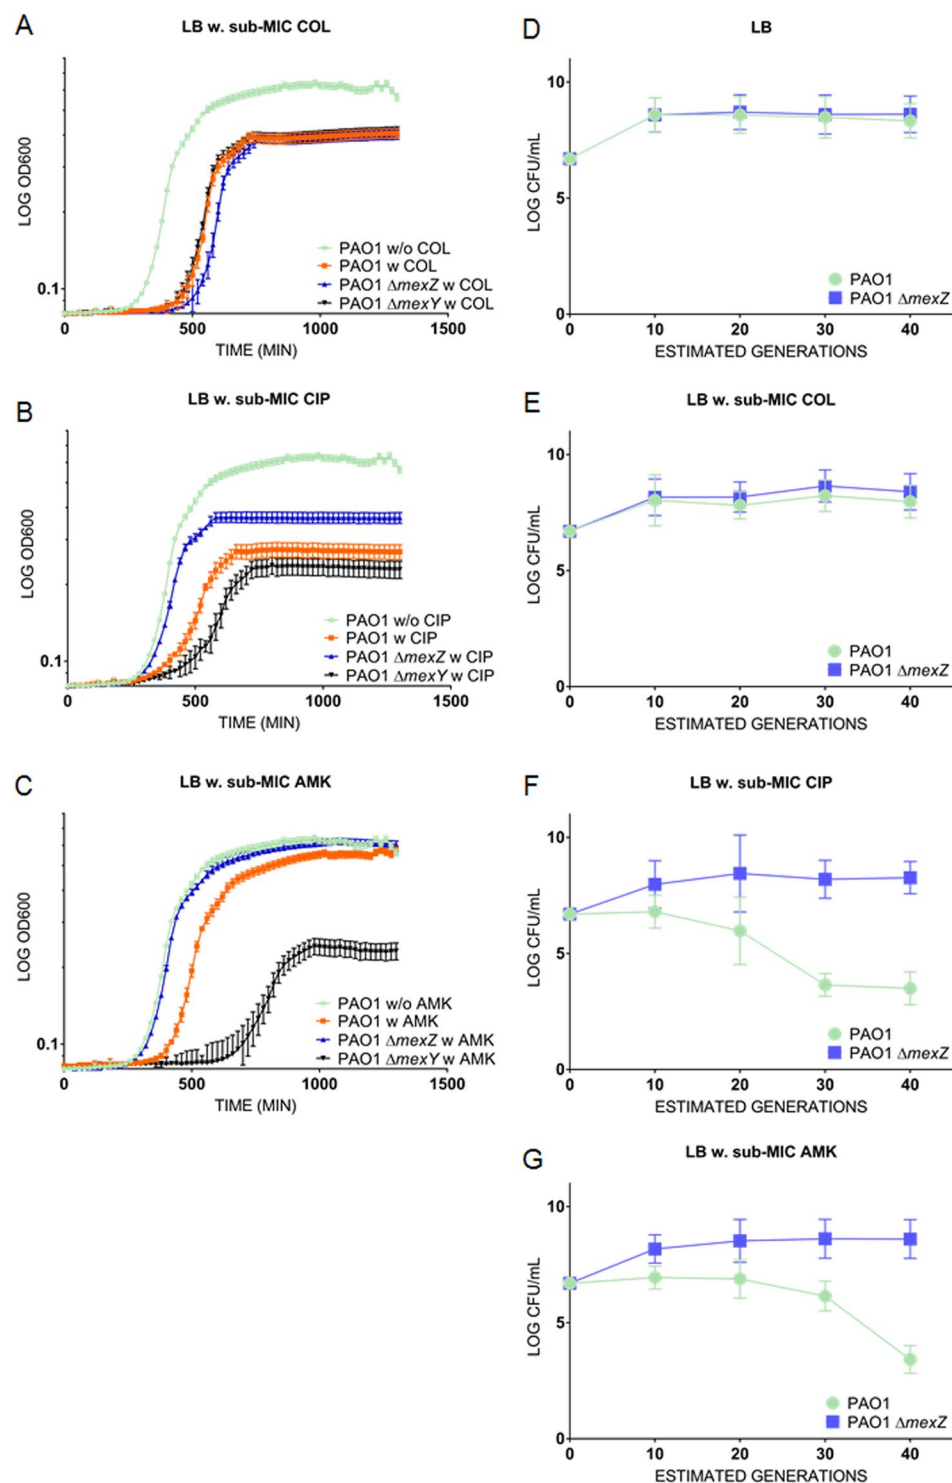 A
LB w. sub-MIC COL
LOG OD600
0.1
PAO1 w/o COL
PAO1 w COL
PAO1 ΔmexZ w COL
PAO1 ΔmexY w COL
0 500 1000 1500
TIME (MIN)
B
LB w. sub-MIC CIP
LOG OD600
0.1
PAO1 w/o CIP
PAO1 w CIP
PAO1 ΔmexZ w CIP
PAO1 ΔmexY w CIP
0 500 1000 1500
TIME (MIN)
C
LB w. sub-MIC AMK
LOG OD600
0.1
PAO1 w/o AMK
PAO1 w AMK
PAO1 ΔmexZ w AMK
PAO1 ΔmexY w AMK
0 500 1000 1500
TIME (MIN)
D
LB
LOG CFU/mL
10
5
0
PAO1
PAO1 ΔmexZ
0 10 20 30 40
ESTIMATED GENERATIONS
E
LB w. sub-MIC COL
LOG CFU/mL
10
5
0
PAO1
PAO1 ΔmexZ
0 10 20 30 40
ESTIMATED GENERATIONS
F
LB w. sub-MIC CIP
LOG CFU/mL
10
5
0
PAO1
PAO1 ΔmexZ
0 10 20 30 40
ESTIMATED GENERATIONS
G
LB w. sub-MIC AMK
LOG CFU/mL
10
5
0
PAO1
PAO1 ΔmexZ
0 10 20 30 40
ESTIMATED GENERATIONS